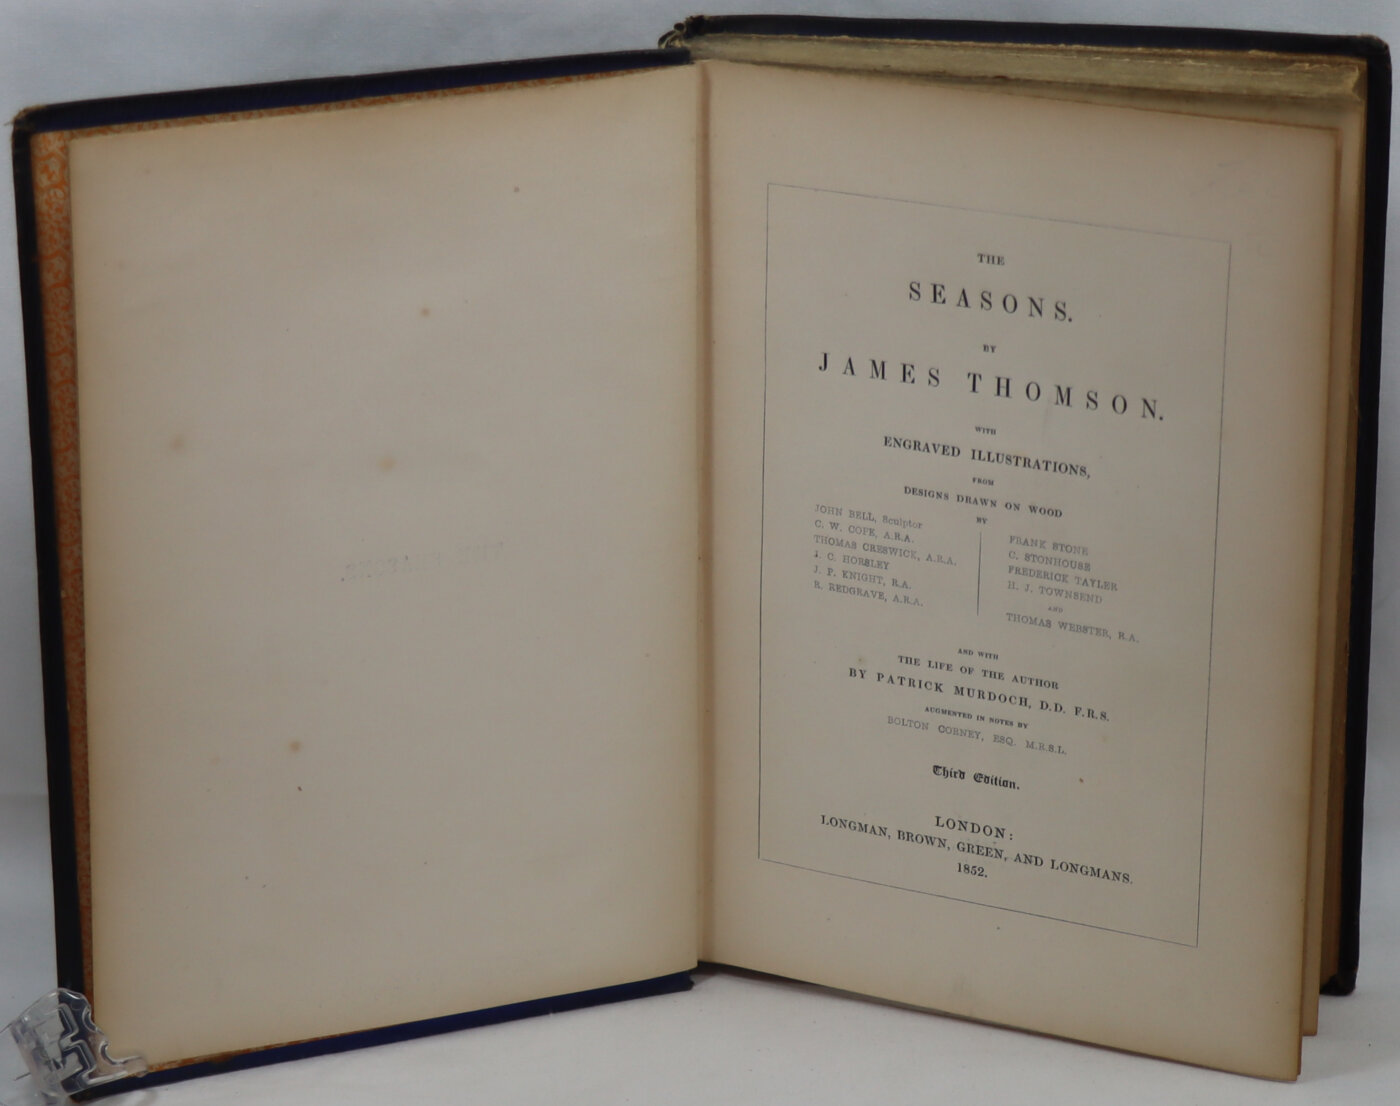 THE
SEASONS.
BY
JAMES THOMSON.
WITH
ENGRAVED ILLUSTRATIONS,
FROM
DESIGNS DRAWN ON WOOD
BY
JOHN BELL, Sculptor
C. W. COPE, A.R.A.
THOMAS CRESWICK, A.R.A.
J. C. HORSLEY
J. P. KNIGHT, R.A.
R. REDGRAVE, A.R.A.
FRANK STONE
C. STONHOUSE
FREDERICK TAYLER
H. J. TOWNSEND
AND
THOMAS WEBSTER, R.A.
AND WITH
THE LIFE OF THE AUTHOR
BY PATRICK MURDOCH, D.D. F.R.S.
AUGMENTED IN NOTES BY
BOLTON CORNEY, ESQ. M.R.S.L.
Third Edition.
LONDON:
LONGMAN, BROWN, GREEN, AND LONGMANS.
1852.